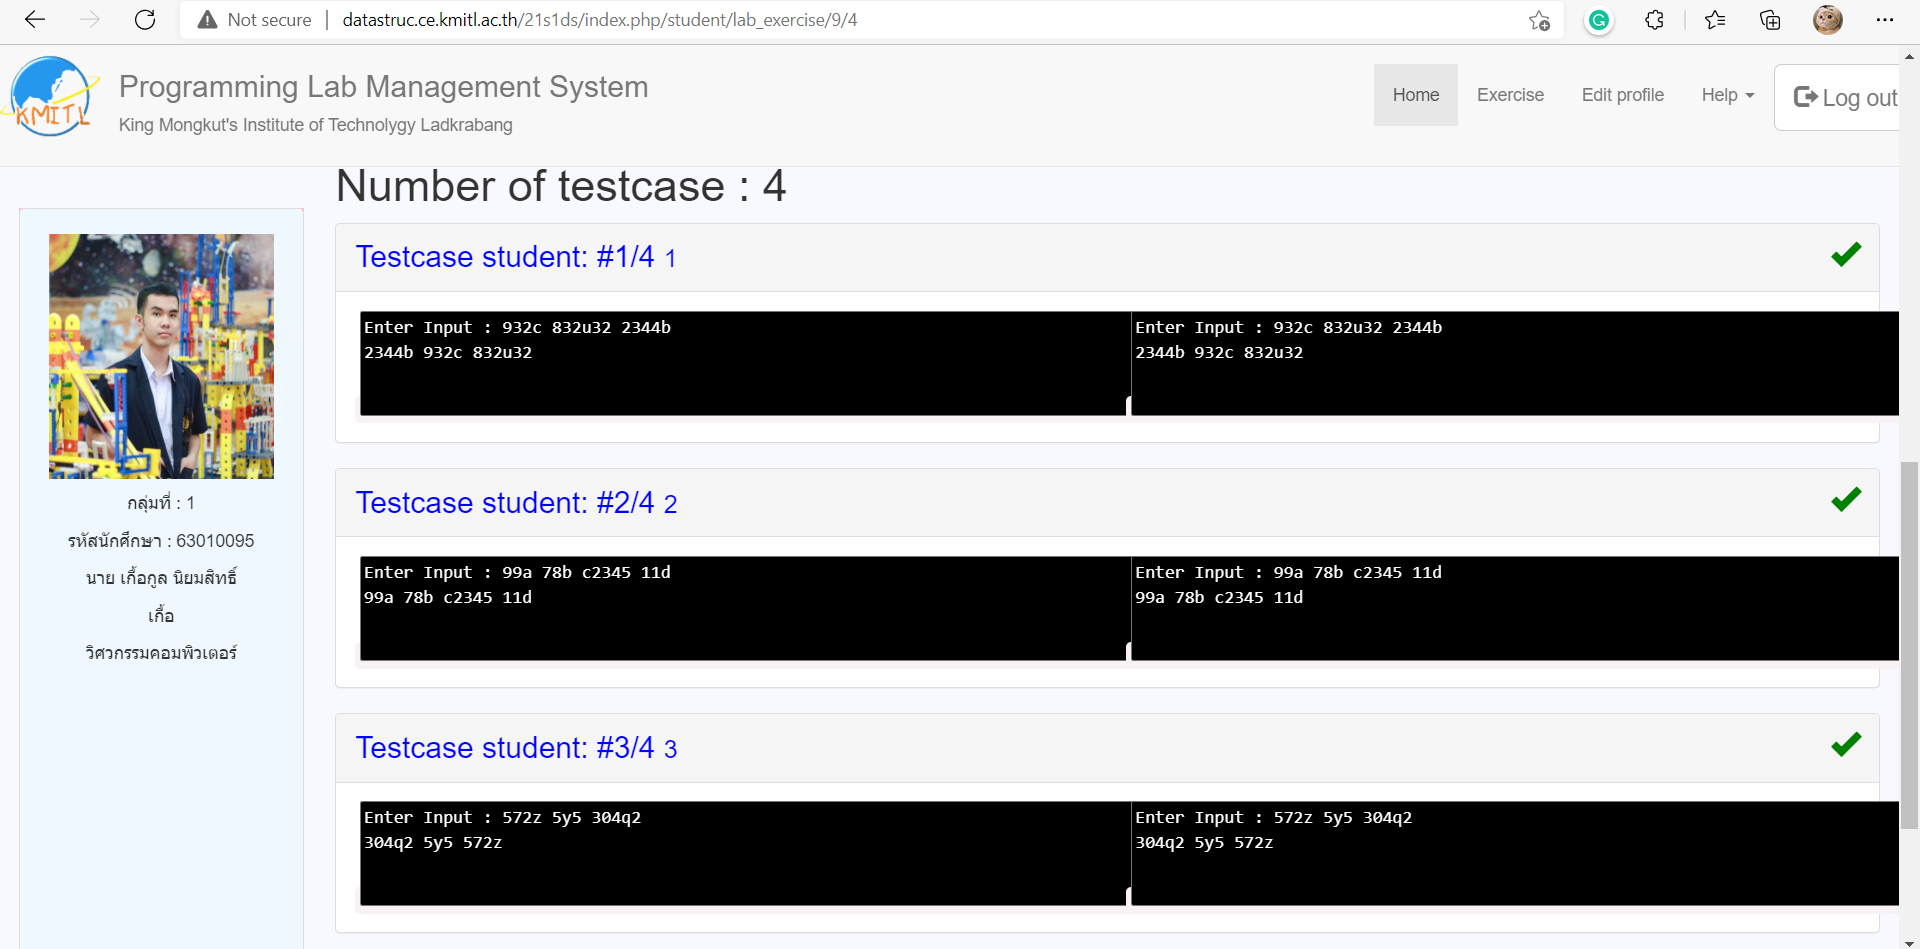 Not secure | datastruc.ce.kmitl.ac.th/21s1ds/index.php/student/lab_exercise/9/4
KMITL
Programming Lab Management System
King Mongkut's Institute of Technolygy Ladkrabang
Home Exercise Edit profile Help Log out
Number of testcase : 4
กลุ่มที่ : 1
รหัสนักศึกษา : 63010095
นาย เกื้อกูล นิยมสิทธิ์
เกื้อ
วิศวกรรมคอมพิวเตอร์
Testcase student: #1/4 1
Enter Input : 932c 832u32 2344b
2344b 932c 832u32
Enter Input : 932c 832u32 2344b
2344b 932c 832u32
Testcase student: #2/4 2
Enter Input : 99a 78b c2345 11d
99a 78b c2345 11d
Enter Input : 99a 78b c2345 11d
99a 78b c2345 11d
Testcase student: #3/4 3
Enter Input : 572z 5y5 304q2
304q2 5y5 572z
Enter Input : 572z 5y5 304q2
304q2 5y5 572z